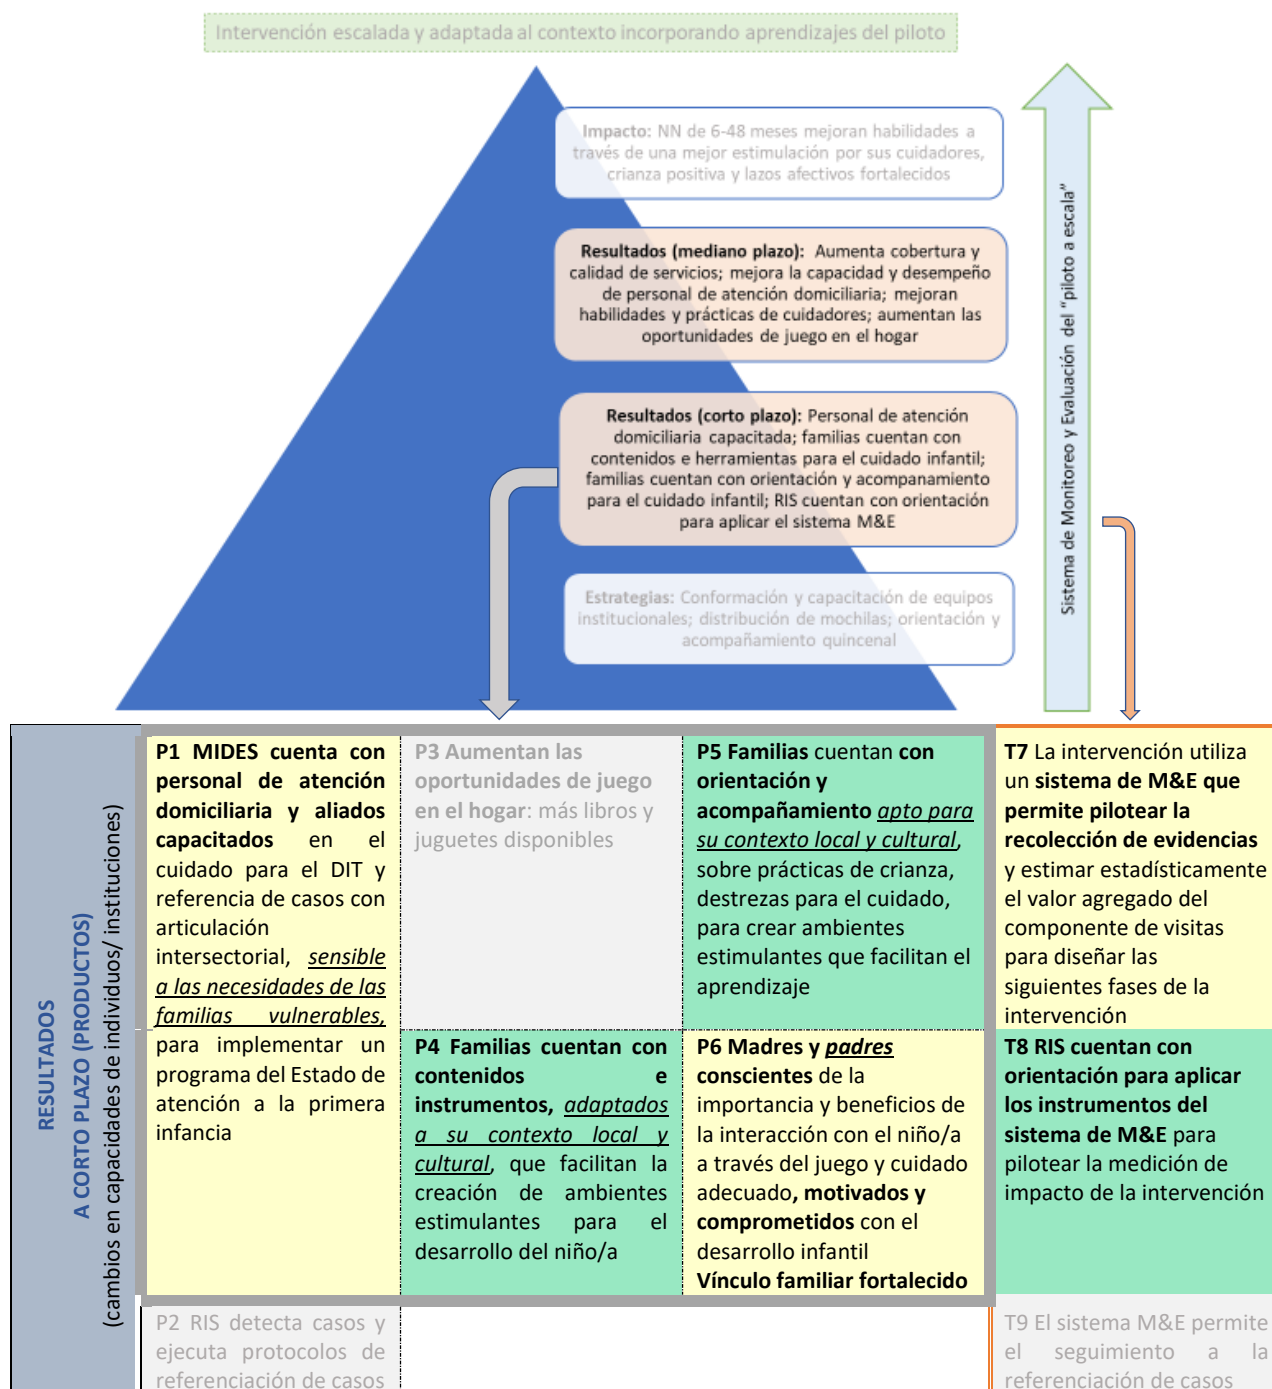 Intervención escalada y adaptada al contexto incorporando aprendizajes del piloto
Impacto: NN de 6-48 meses mejoran habilidades a
través de una mejor estimulación por sus cuidadores,
crianza positiva y lazos afectivos fortalecidos
Resultados (mediano plazo): Aumenta cobertura y
calidad de servicios; mejora la capacidad y desempeño
de personal de atención domiciliaria; mejoran
habilidades y prácticas de cuidadores; aumentan las
oportunidades de juego en el hogar
Resultados (corto plazo): Personal de atención
domiciliaria capacitada; familias cuentan con
contenidos e herramientas para el cuidado infantil;
familias cuentan con orientación y acompanamiento
para el cuidado infantil; RIS cuentan con orientación
para aplicar el sistema M&E
Estrategias: Conformación y capacitación de equipos
institucionales; distribución de mochilas; orientación y
acompañamiento quincenal
Sistema de Monitoreo y Evaluación del "piloto a escala"
RESULTADOS
A CORTO PLAZO (PRODUCTOS)
(cambios en capacidades de individuos/ instituciones)
P1 MIDES cuenta con
personal de atención
domiciliaria y aliados
capacitados en el
cuidado para el DIT y
referencia de casos con
articulación
intersectorial, sensible
a las necesidades de las
familias vulnerables,
para implementar un
programa del Estado de
atención a la primera
infancia
P2 RIS detecta casos y
ejecuta protocolos de
referenciación de casos
P3 Aumentan las
oportunidades de juego
en el hogar: más libros y
juguetes disponibles
P4 Familias cuentan con
contenidos e
instrumentos, adaptados
a su contexto local y
cultural, que facilitan la
creación de ambientes
estimulantes para el
desarrollo del niño/a
P5 Familias cuentan con
orientación y
acompañamiento apto para
su contexto local y cultural,
sobre prácticas de crianza,
destrezas para el cuidado,
para crear ambientes
estimulantes que facilitan el
aprendizaje
P6 Madres y padres
conscientes de la
importancia y beneficios de
la interacción con el niño/a
a través del juego y cuidado
adecuado, motivados y
comprometidos con el
desarrollo infantil
Vínculo familiar fortalecido
T7 La intervención utiliza
un sistema de M&E que
permite pilotear la
recolección de evidencias
y estimar estadísticamente
el valor agregado del
componente de visitas
para diseñar las
siguientes fases de la
intervención
T8 RIS cuentan con
orientación para aplicar
los instrumentos del
sistema de M&E para
pilotear la medición de
impacto de la intervención
T9 El sistema M&E permite
el seguimiento a la
referenciación de casos